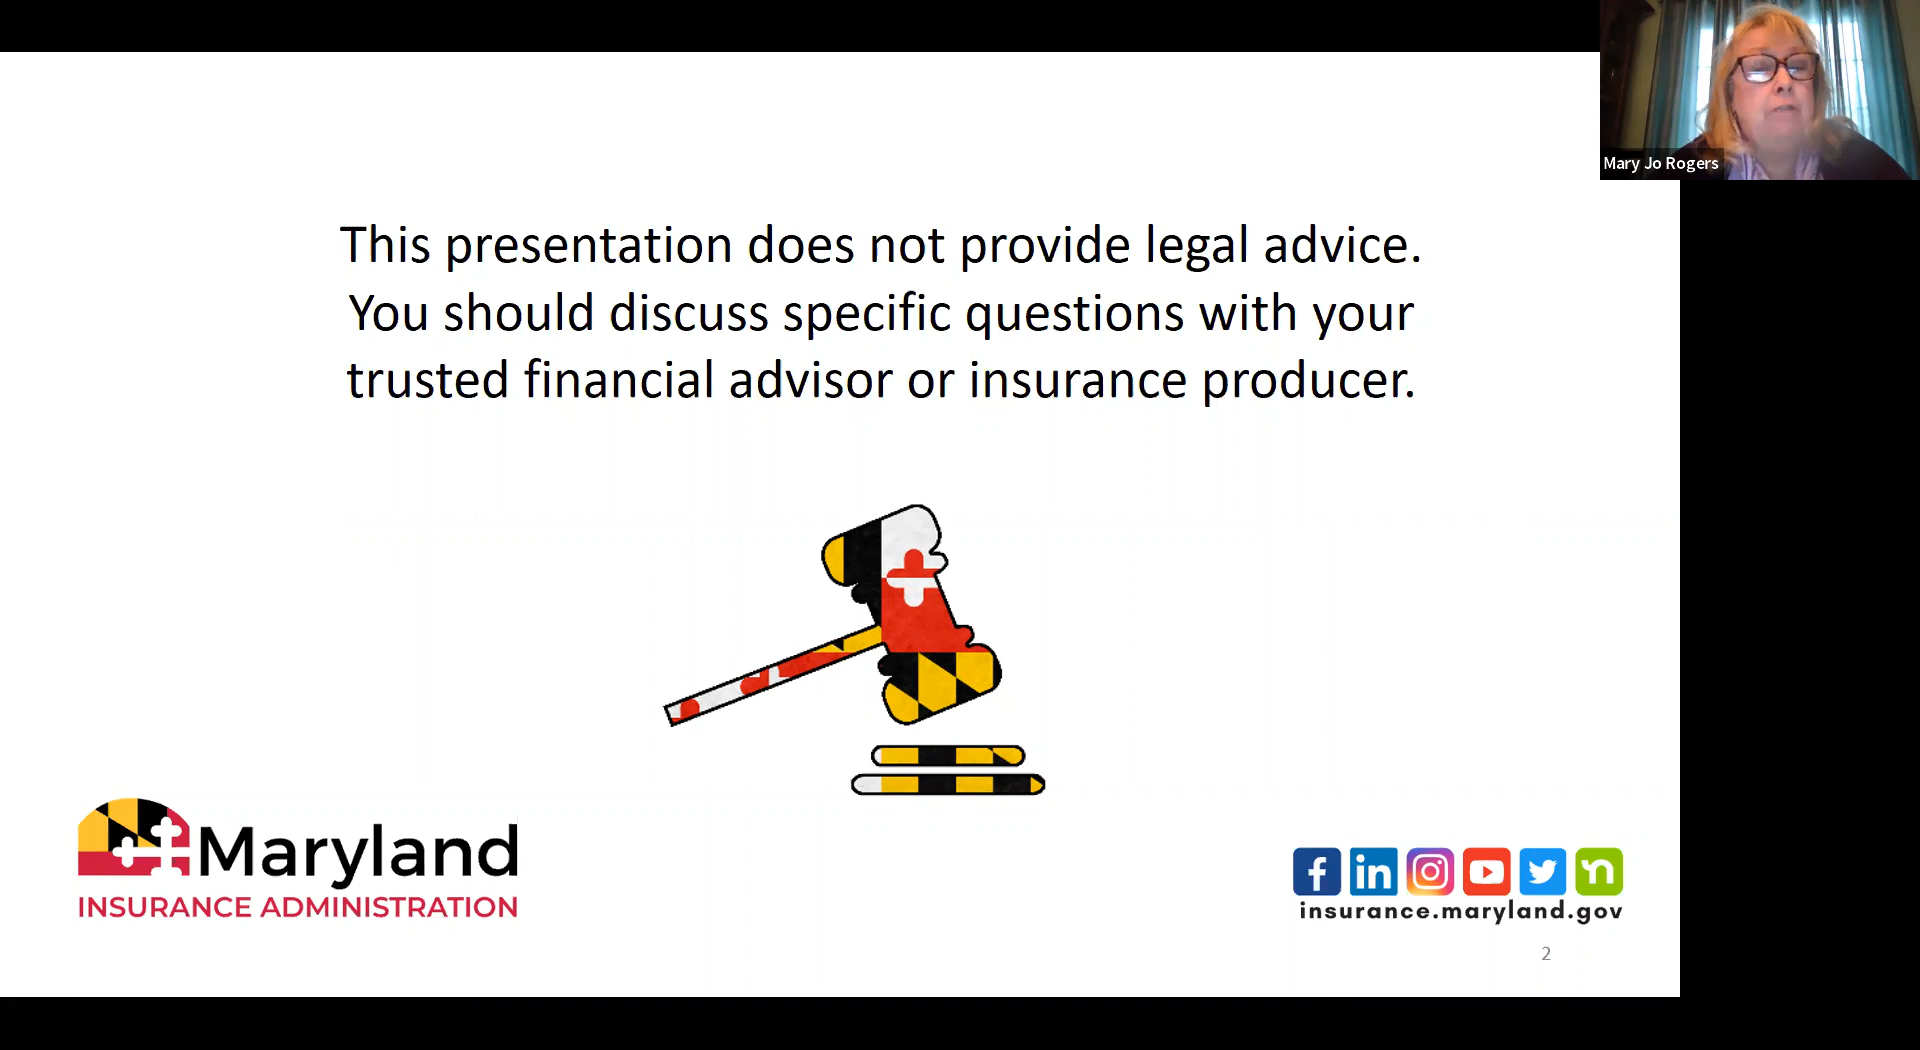 Mary Jo Rogers
This presentation does not provide legal advice.
You should discuss specific questions with your
trusted financial advisor or insurance producer.
Maryland
INSURANCE ADMINISTRATION
f in n
insurance.maryland.gov
2